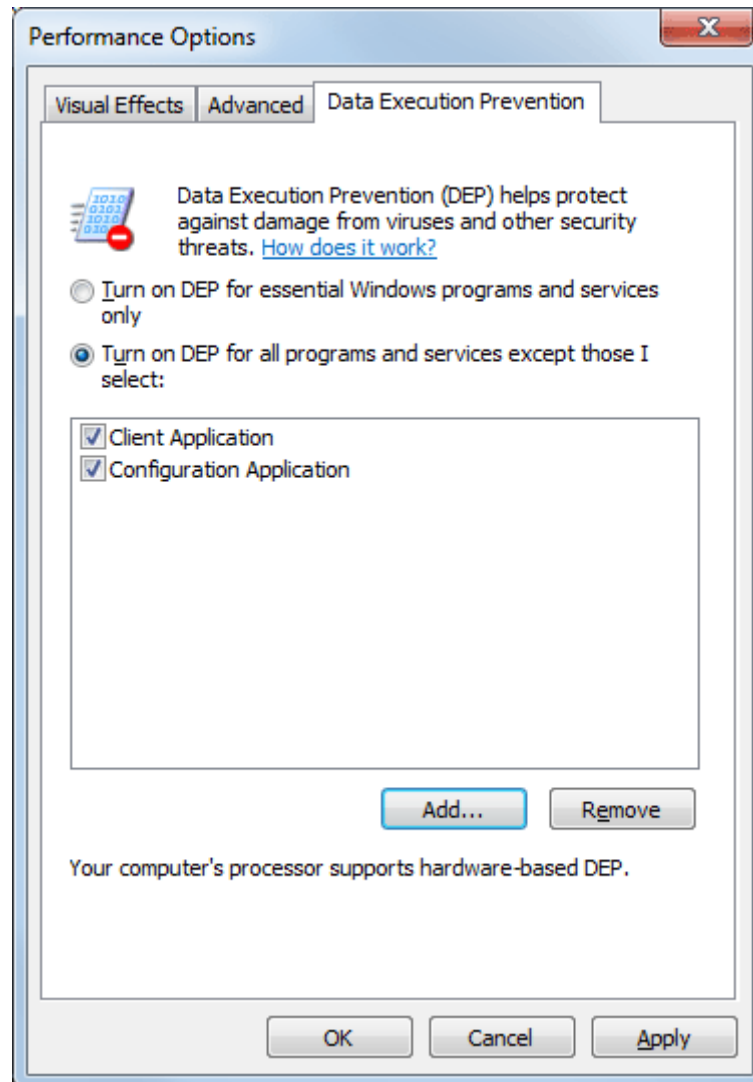 Performance Options
Visual Effects Advanced Data Execution Prevention
Data Execution Prevention (DEP) helps protect
against damage from viruses and other security
threats. How does it work?
Turn on DEP for essential Windows programs and services
only
Turn on DEP for all programs and services except those I
select:
Client Application
Configuration Application
Add... Remove
Your computer's processor supports hardware-based DEP.
OK Cancel Apply